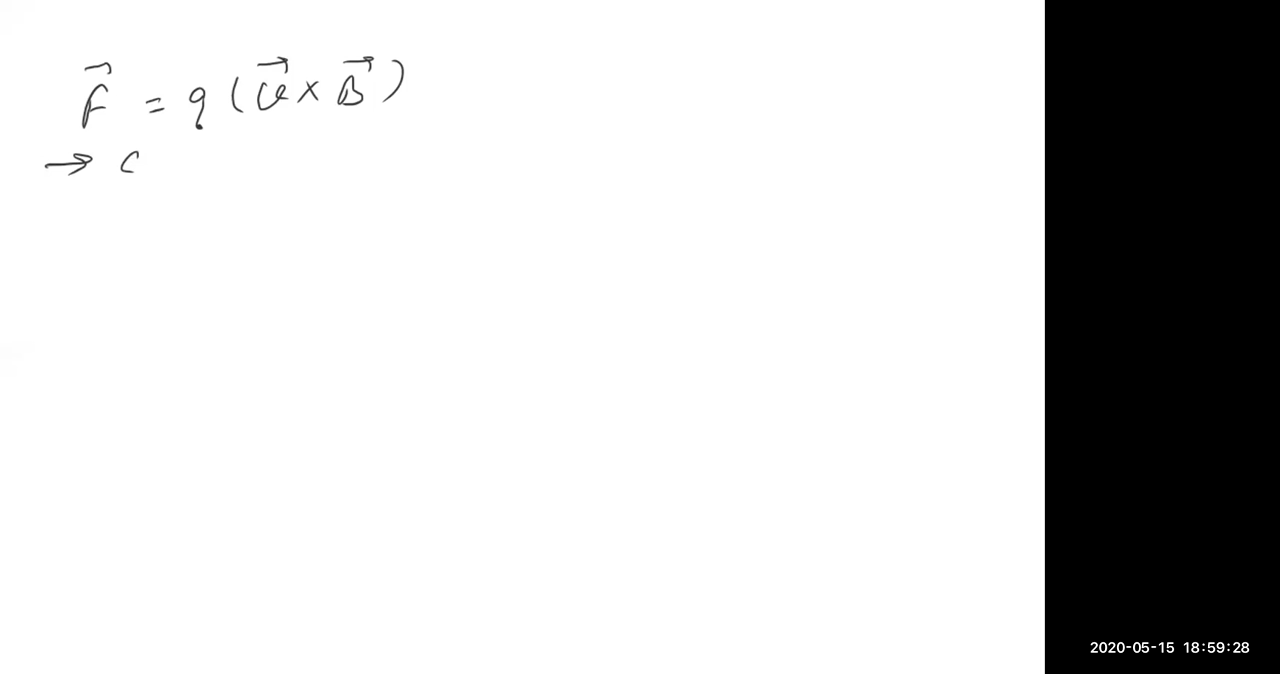 F⃗ = q (v⃗ × B⃗)
→ C
2020-05-15 18:59:28